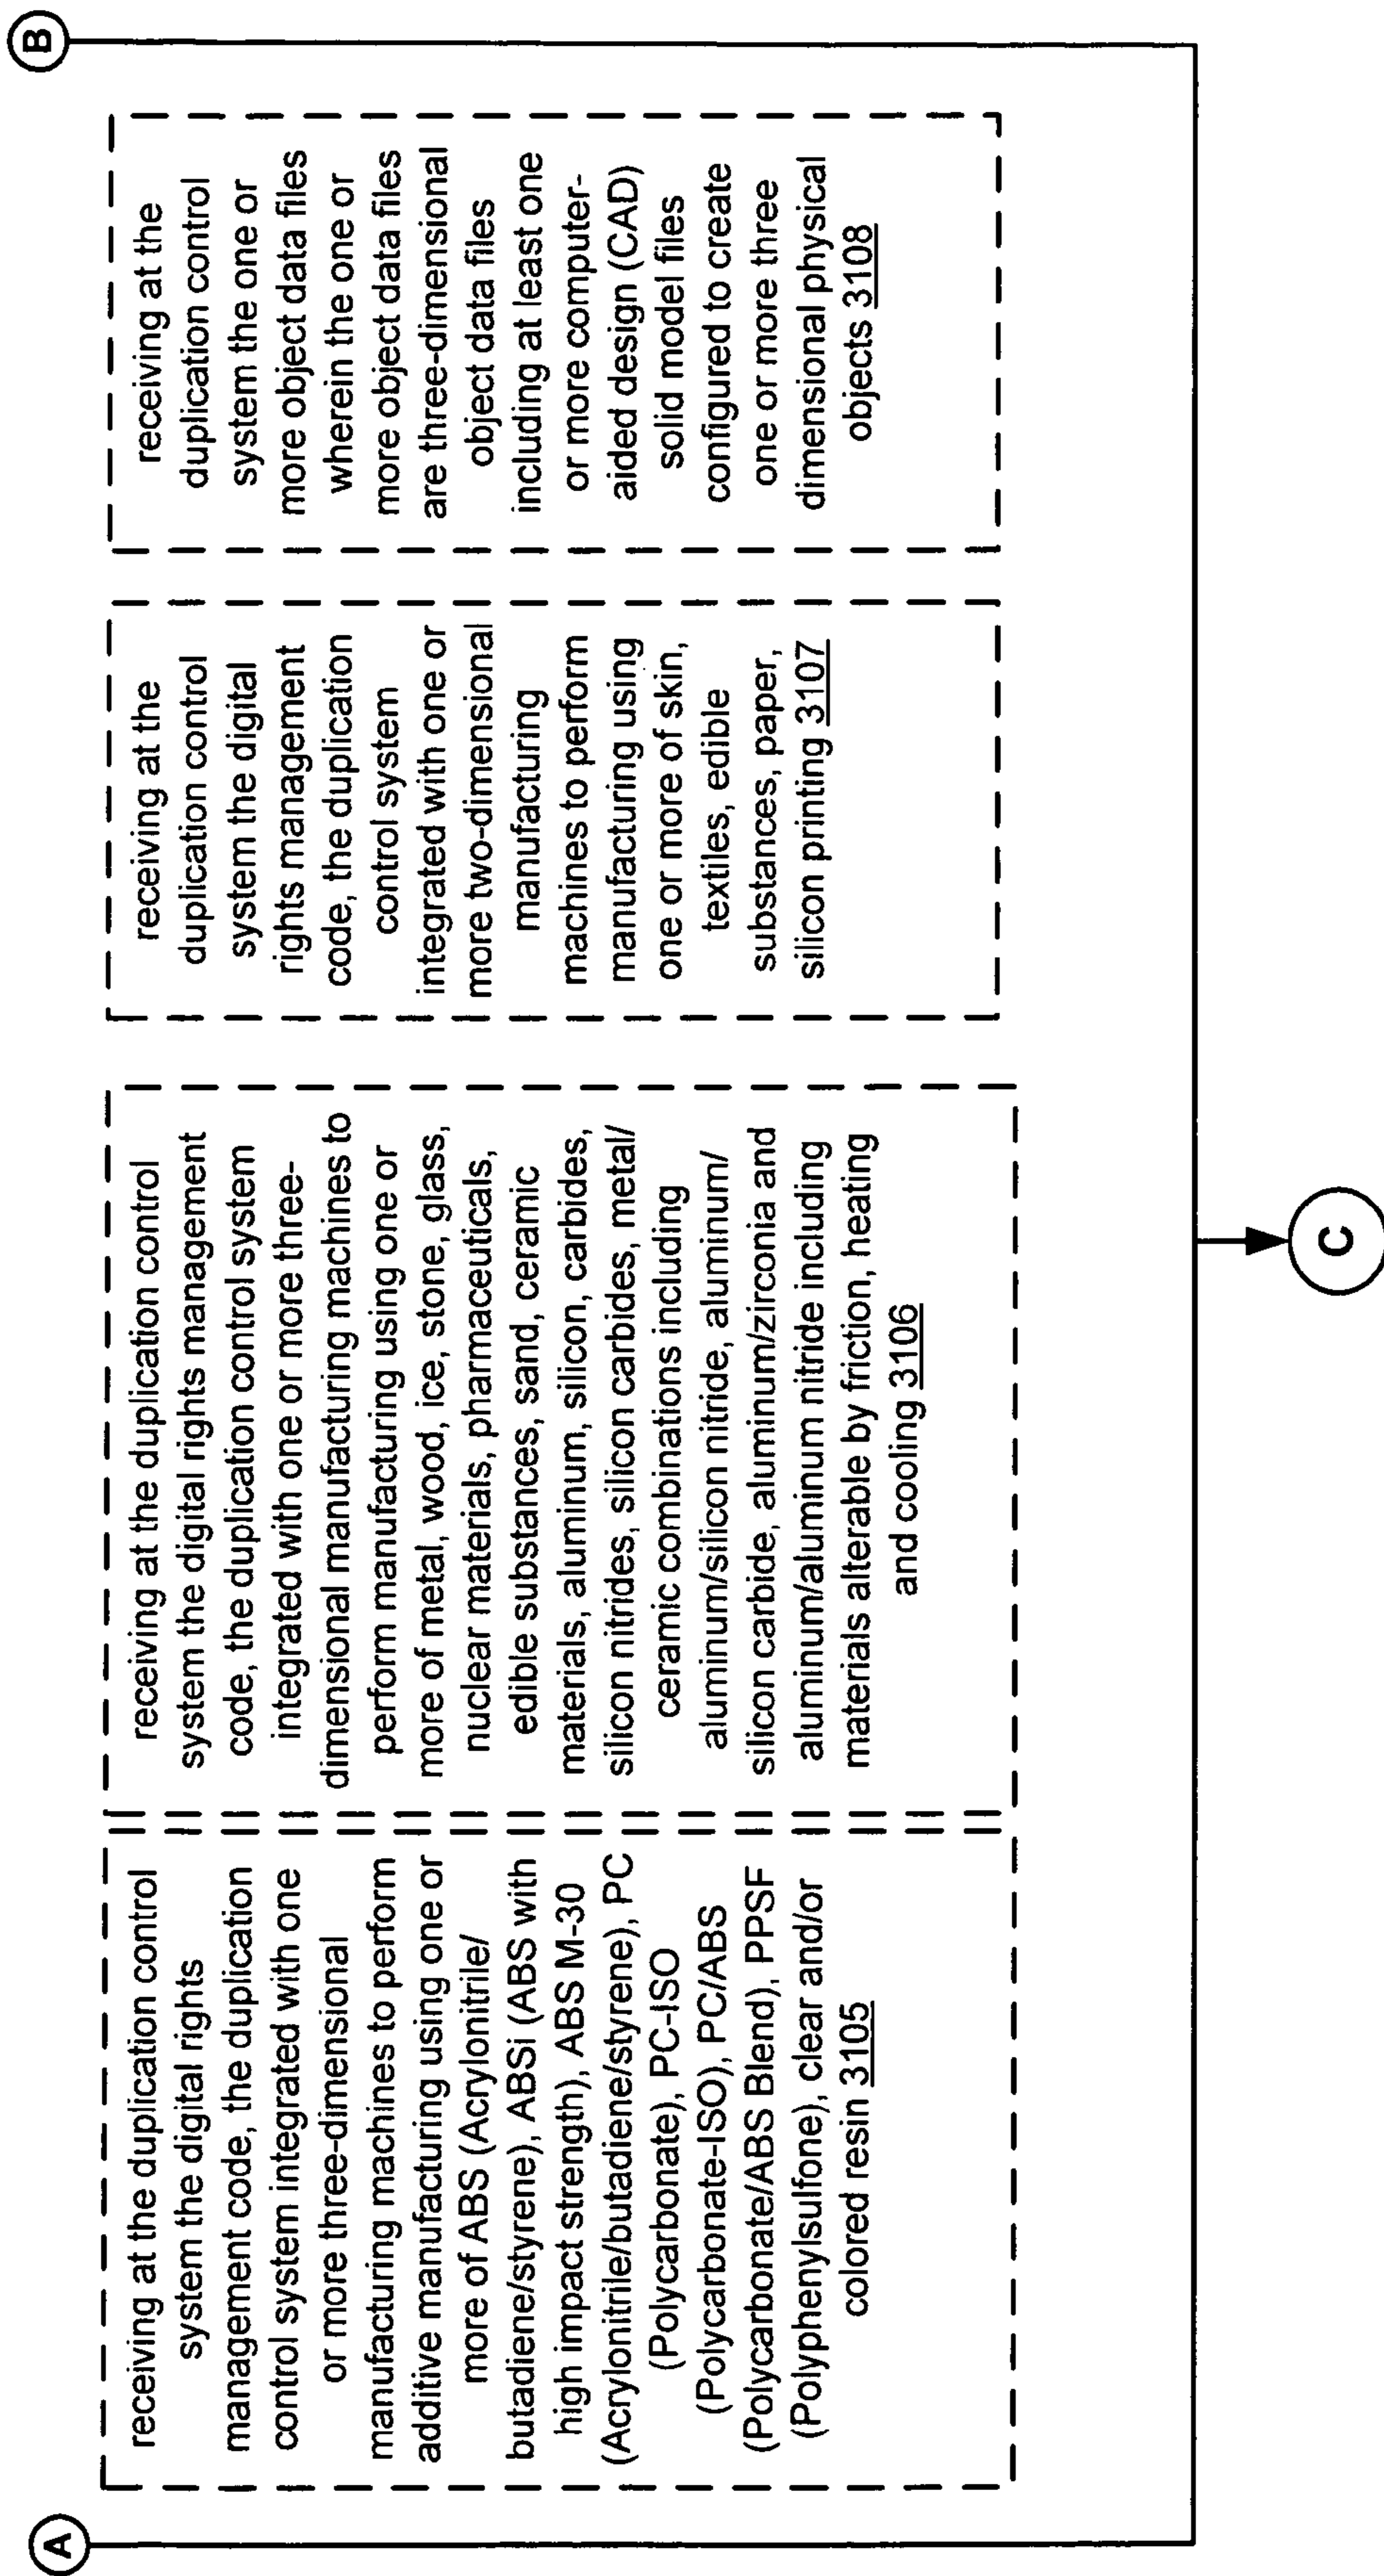 A
B
receiving at the duplication control
system the digital rights
management code, the duplication
control system integrated with one
or more three-dimensional
manufacturing machines to perform
additive manufacturing using one or
more of ABS (Acrylonitrile/
butadiene/styrene), ABSi (ABS with
high impact strength), ABS M-30
(Acrylonitrile/butadiene/styrene), PC
(Polycarbonate), PC-ISO
(Polycarbonate-ISO), PC/ABS
(Polycarbonate/ABS Blend), PPSF
(Polyphenylsulfone), clear and/or
colored resin 3105
receiving at the duplication control
system the digital rights management
code, the duplication control system
integrated with one or more three-
dimensional manufacturing machines to
perform manufacturing using one or
more of metal, wood, ice, stone, glass,
nuclear materials, pharmaceuticals,
edible substances, sand, ceramic
materials, aluminum, silicon, carbides,
silicon nitrides, silicon carbides, metal/
ceramic combinations including
aluminum/silicon nitride, aluminum/
silicon carbide, aluminum/zirconia and
aluminum/aluminum nitride including
materials alterable by friction, heating
and cooling 3106
receiving at the
duplication control
system the digital
rights management
code, the duplication
control system
integrated with one or
more two-dimensional
manufacturing
machines to perform
manufacturing using
one or more of skin,
textiles, edible
substances, paper,
silicon printing 3107
receiving at the
duplication control
system the one or
more object data files
wherein the one or
more object data files
are three-dimensional
object data files
including at least one
or more computer-
aided design (CAD)
solid model files
configured to create
one or more three
dimensional physical
objects 3108
C